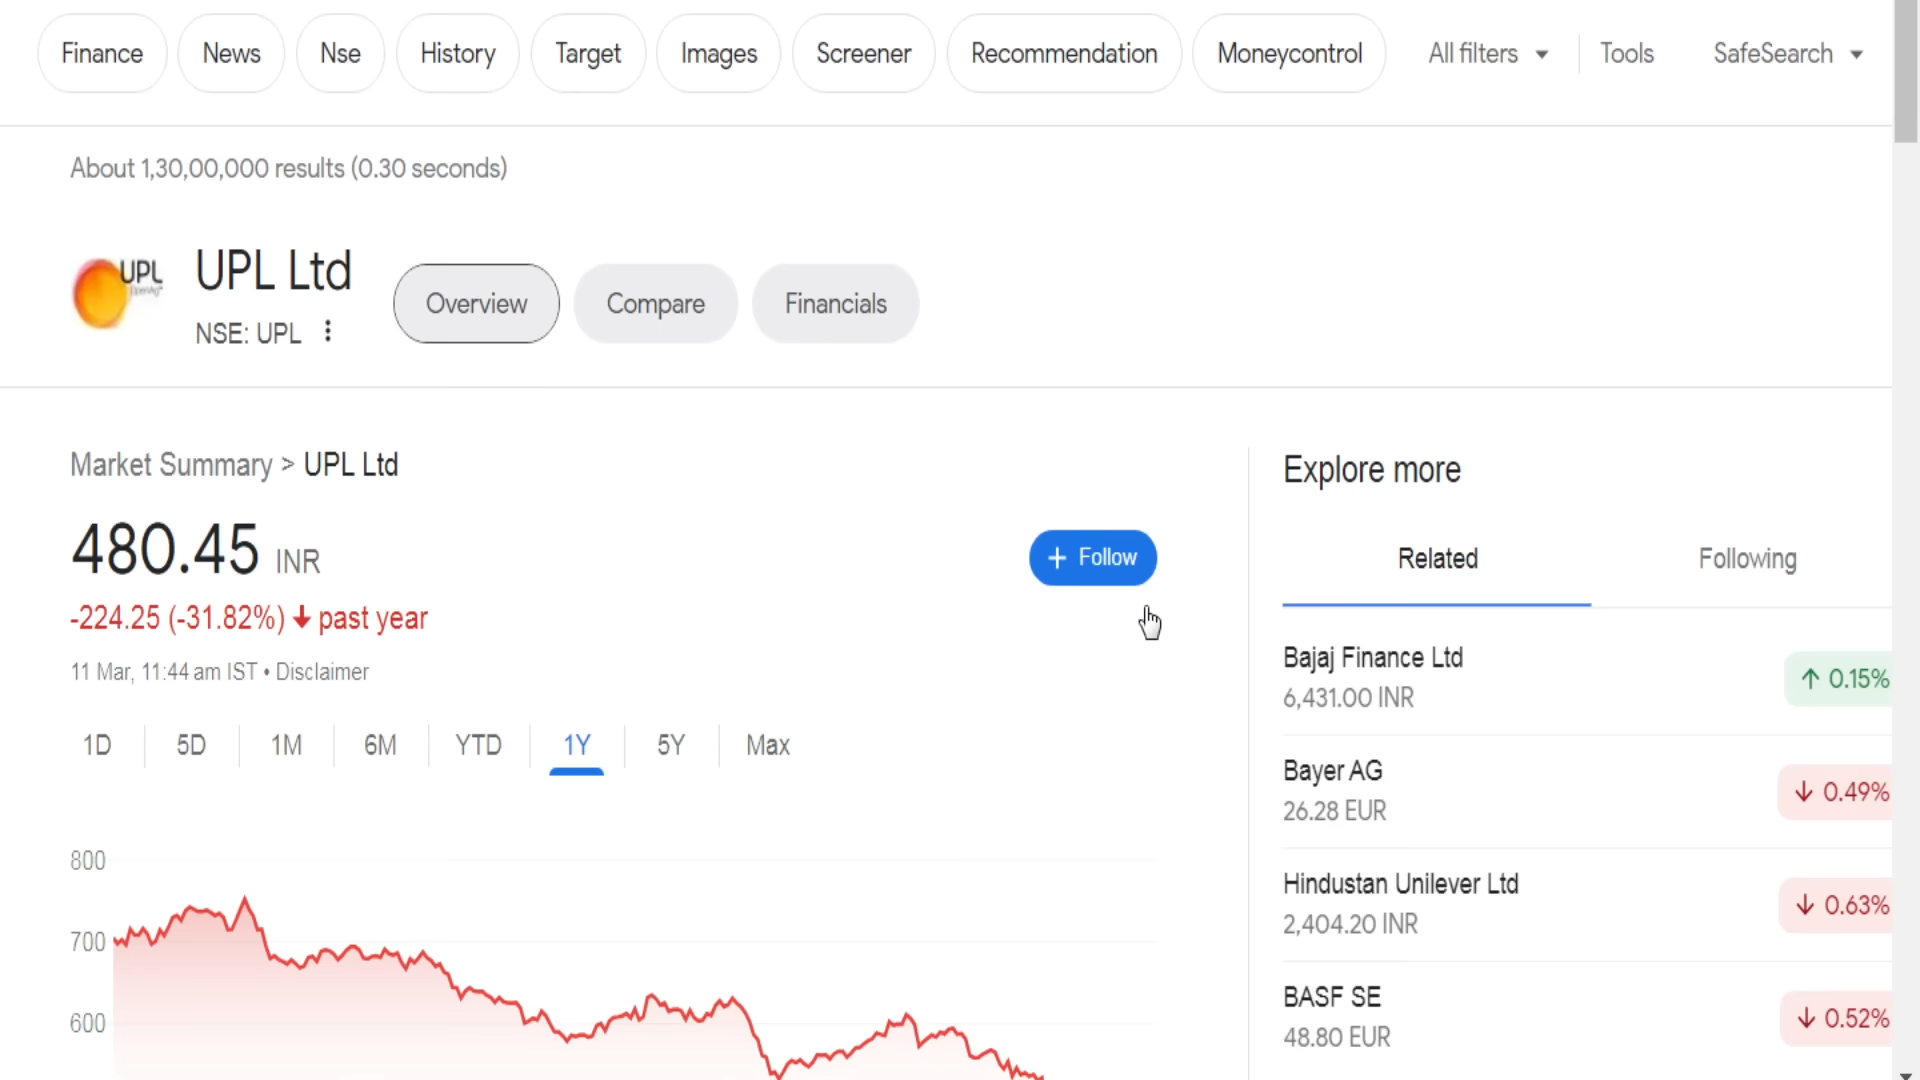 Finance News Nse History Target Images Screener Recommendation Moneycontrol All filters Tools SafeSearch
About 1,30,00,000 results (0.30 seconds)
UPL
UPL Ltd
NSE: UPL
Overview Compare Financials
Market Summary > UPL Ltd
480.45 INR
+ Follow
-224.25 (-31.82%) ↓ past year
11 Mar, 11:44 am IST • Disclaimer
1D 5D 1M 6M YTD 1Y 5Y Max
800
700
600
Explore more
Related Following
Bajaj Finance Ltd
6,431.00 INR
↑ 0.15%
Bayer AG
26.28 EUR
↓ 0.49%
Hindustan Unilever Ltd
2,404.20 INR
↓ 0.63%
BASF SE
48.80 EUR
↓ 0.52%